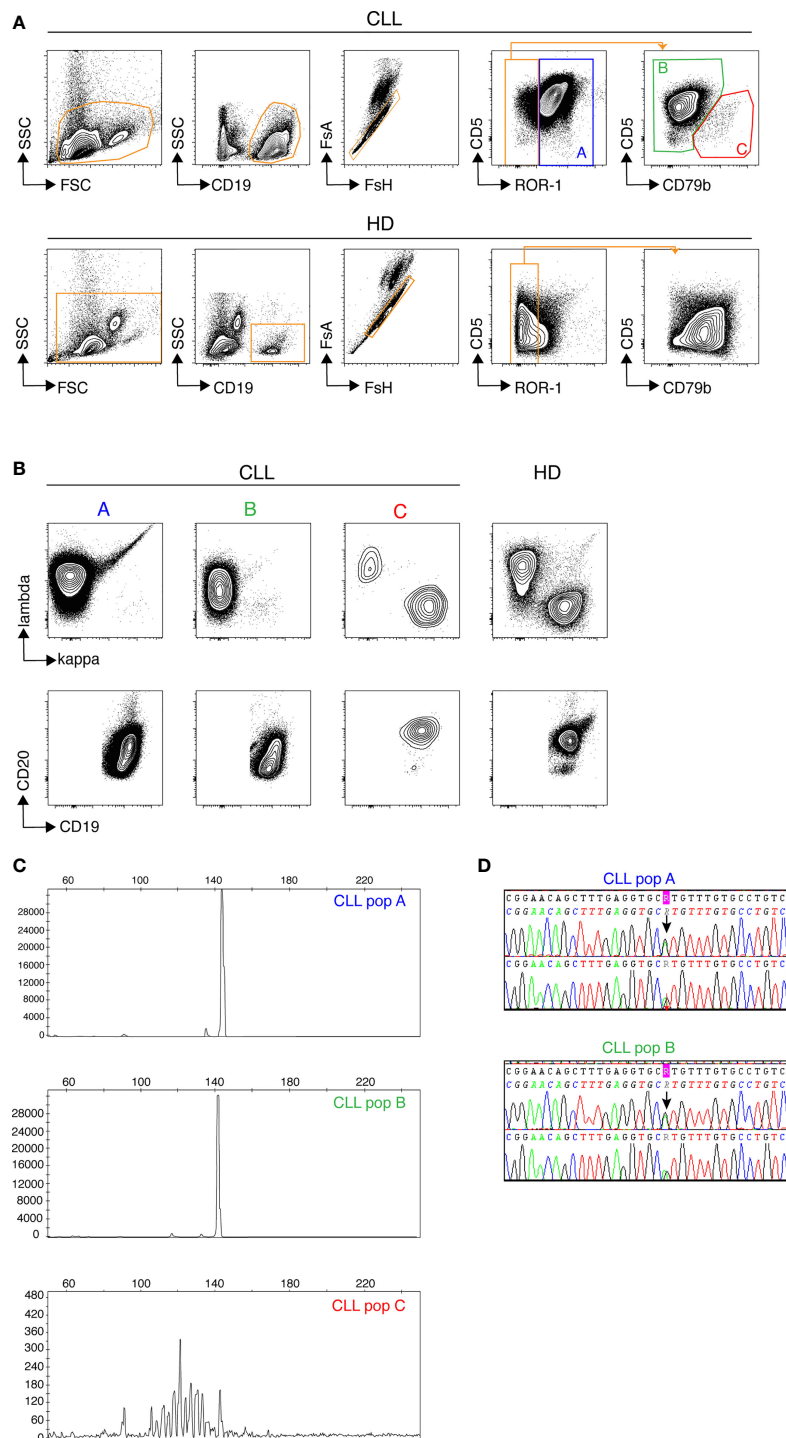 A
CLL
SSC
FSC
SSC
CD19
FsA
FsH
CD5
ROR-1
A
CD5
CD79b
B
C
HD
SSC
FSC
SSC
CD19
FsA
FsH
CD5
ROR-1
CD5
CD79b
B
CLL
HD
A
B
C
lambda
kappa
CD20
CD19
C
60 100 140 180 220
CLL pop A
28000
24000
20000
16000
12000
8000
4000
0
60 100 140 180 220
CLL pop B
28000
24000
20000
16000
12000
8000
4000
0
60 100 140 180 220
CLL pop C
480
420
360
300
240
180
120
60
0
D
CLL pop A
CGGAACAGCTTTGAGGTGCRTGTTTGTGCCTGTC
CGGAACAGCTTTGAGGTGCRTGTTTGTGCCTGTC
CGGAACAGCTTTGAGGTGCRTGTTTGTGCCTGTC
CLL pop B
CGGAACAGCTTTGAGGTGCRTGTTTGTGCCTGTC
CGGAACAGCTTTGAGGTGCRTGTTTGTGCCTGTC
CGGAACAGCTTTGAGGTGCRTGTTTGTGCCTGTC